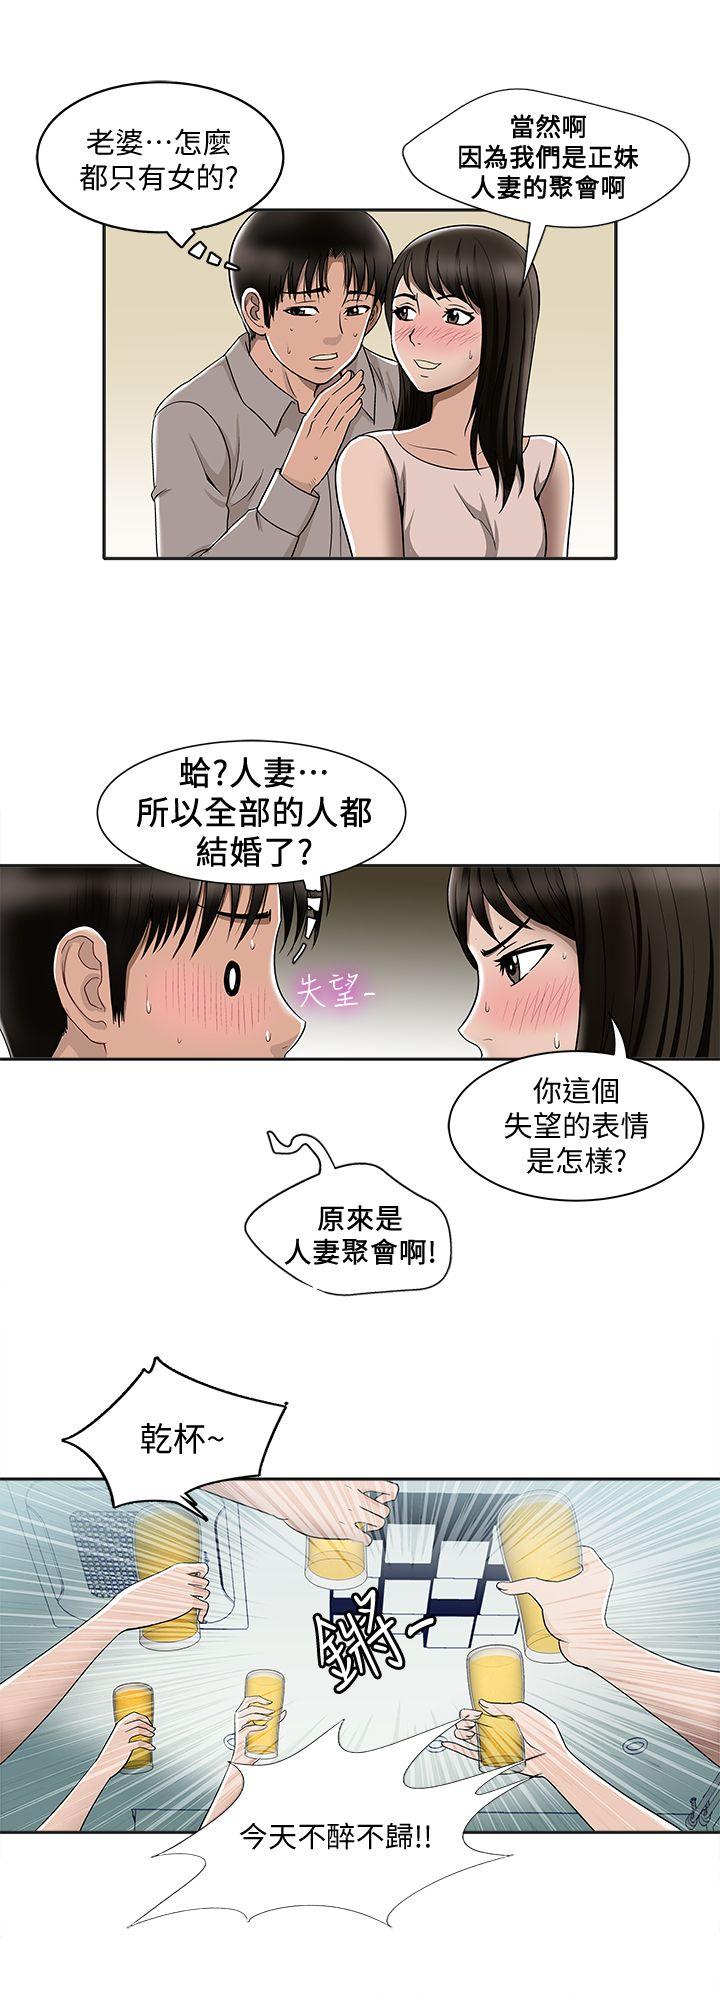 老婆⋯怎麼
都只有女的?
當然啊
因為我們是正妹
人妻的聚會啊
蛤?人妻⋯
所以全部的人都
結婚了?
失望-
你這個
失望的表情
是怎樣?
原來是
人妻聚會啊!
乾杯~
鏘-
今天不醉不歸!!